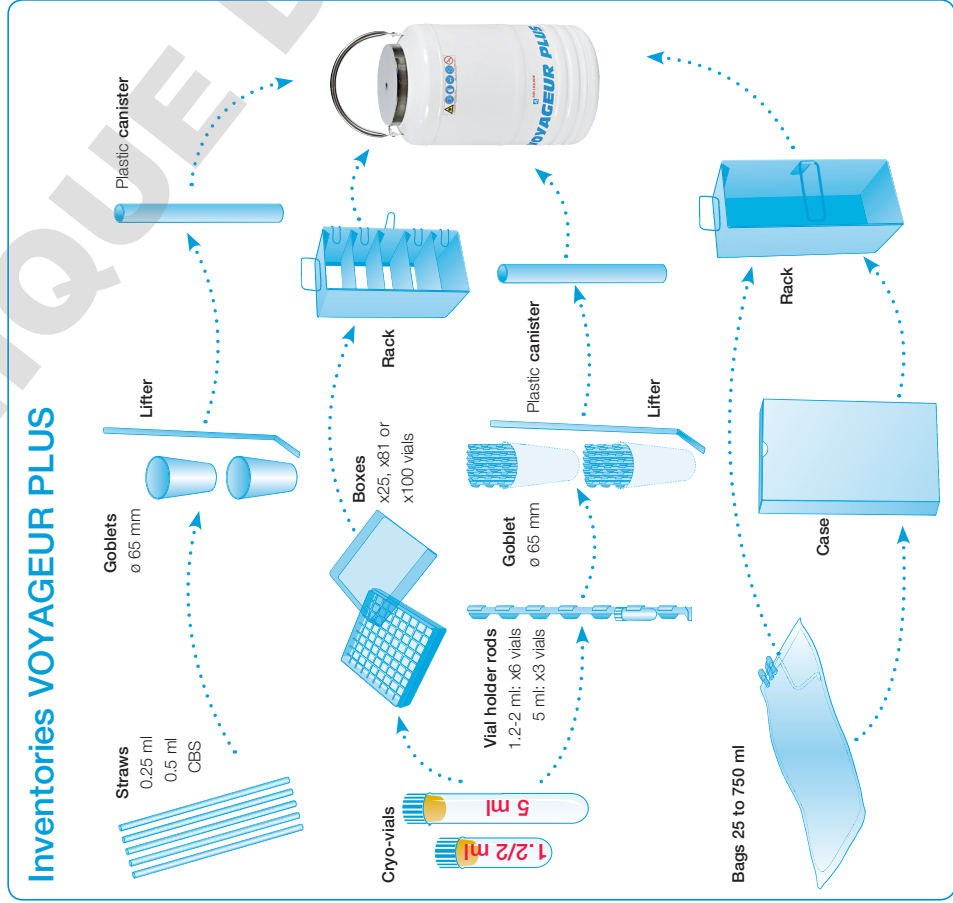 Inventories VOYAGEUR PLUS
Straws
0.25 ml
0.5 ml
CBS
Goblets
ø 65 mm
Lifter
Plastic canister
Cryo-vials
1.2/2 ml
5 ml
Boxes
x25, x81 or
x100 vials
Rack
Vial holder rods
1.2-2 ml: x6 vials
5 ml: x3 vials
Goblet
ø 65 mm
Lifter
Plastic canister
Bags 25 to 750 ml
Case
Rack
VOYAGEUR PLUS